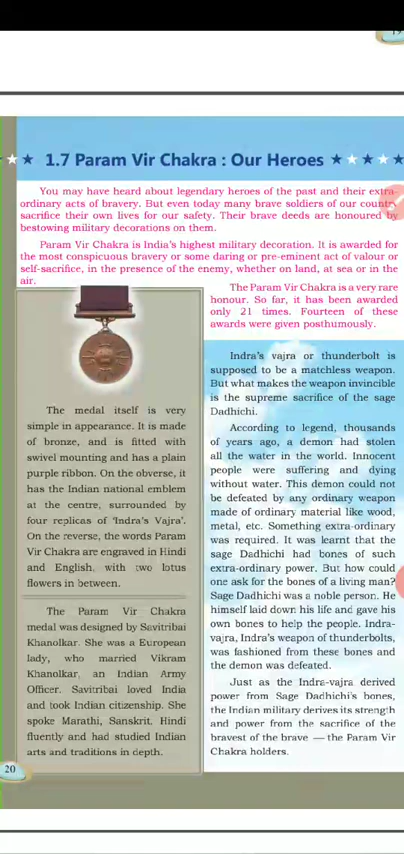 1.7 Param Vir Chakra : Our Heroes
You may have heard about legendary heroes of the past and their extra-
ordinary acts of bravery. But even today many brave soldiers of our country
sacrifice their own lives for our safety. Their brave deeds are honoured by
bestowing military decorations on them.
Param Vir Chakra is India's highest military decoration. It is awarded for
the most conspicuous bravery or some daring or pre-eminent act of valour or
self-sacrifice, in the presence of the enemy, whether on land, at sea or in the
air.
The Param Vir Chakra is a very rare
honour. So far, it has been awarded
only 21 times. Fourteen of these
awards were given posthumously.
The medal itself is very
simple in appearance. It is made
of bronze, and is fitted with
swivel mounting and has a plain
purple ribbon. On the obverse, it
has the Indian national emblem
at the centre, surrounded by
four replicas of 'Indra's Vajra'.
On the reverse, the words Param
Vir Chakra are engraved in Hindi
and English, with two lotus
flowers in between.
The Param Vir Chakra
medal was designed by Savitribai
Khanolkar. She was a European
lady, who married Vikram
Khanolkar, an Indian Army
Officer. Savitribai loved India
and took Indian citizenship. She
spoke Marathi, Sanskrit, Hindi
fluently and had studied Indian
arts and traditions in depth.
Indra's vajra or thunderbolt is
supposed to be a matchless weapon.
But what makes the weapon invincible
is the supreme sacrifice of the sage
Dadhichi.
According to legend, thousands
of years ago, a demon had stolen
all the water in the world. Innocent
people were suffering and dying
without water. This demon could not
be defeated by any ordinary weapon
made of ordinary material like wood,
metal, etc. Something extra-ordinary
was required. It was learnt that the
sage Dadhichi had bones of such
extra-ordinary power. But how could
one ask for the bones of a living man?
Sage Dadhichi was a noble person. He
himself laid down his life and gave his
own bones to help the people. Indra-
vajra, Indra's weapon of thunderbolts,
was fashioned from these bones and
the demon was defeated.
Just as the Indra-vajra derived
power from Sage Dadhichi's bones,
the Indian military derives its strength
and power from the sacrifice of the
bravest of the brave — the Param Vir
Chakra holders.
20